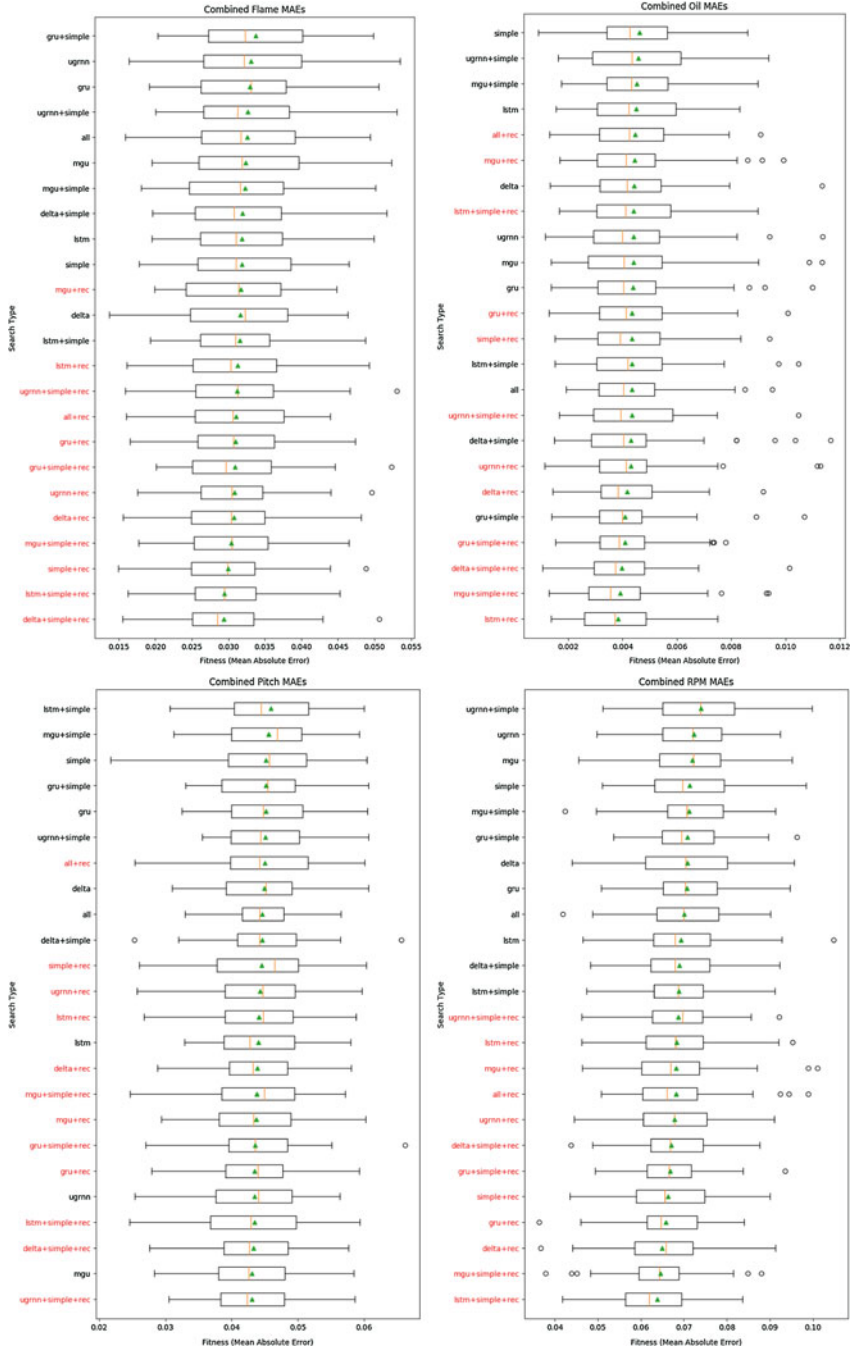 Combined Flame MAEs
Search Type
gru+simple
ugrnn
gru
ugrnn+simple
all
mgu
mgu+simple
delta+simple
lstm
simple
mgu+rec
delta
lstm+simple
lstm+rec
ugrnn+simple+rec
all+rec
gru+rec
gru+simple+rec
ugrnn+rec
delta+rec
mgu+simple+rec
simple+rec
lstm+simple+rec
delta+simple+rec
0.015 0.020 0.025 0.030 0.035 0.040 0.045 0.050 0.055
Fitness (Mean Absolute Error)
Combined Oil MAEs
Search Type
simple
ugrnn+simple
mgu+simple
lstm
all+rec
mgu+rec
delta
lstm+simple+rec
ugrnn
mgu
gru
gru+rec
simple+rec
lstm+simple
all
ugrnn+simple+rec
delta+simple
ugrnn+rec
delta+rec
gru+simple
gru+simple+rec
delta+simple+rec
mgu+simple+rec
lstm+rec
0.002 0.004 0.006 0.008 0.010 0.012
Fitness (Mean Absolute Error)
Combined Pitch MAEs
Search Type
lstm+simple
mgu+simple
simple
gru+simple
gru
ugrnn+simple
all+rec
delta
all
delta+simple
simple+rec
ugrnn+rec
lstm+rec
lstm
delta+rec
mgu+simple+rec
mgu+rec
gru+simple+rec
gru+rec
ugrnn
lstm+simple+rec
delta+simple+rec
mgu
ugrnn+simple+rec
0.02 0.03 0.04 0.05 0.06
Fitness (Mean Absolute Error)
Combined RPM MAEs
Search Type
ugrnn+simple
ugrnn
mgu
simple
mgu+simple
gru+simple
delta
gru
all
lstm
delta+simple
lstm+simple
ugrnn+simple+rec
lstm+rec
mgu+rec
all+rec
ugrnn+rec
delta+simple+rec
gru+simple+rec
simple+rec
gru+rec
delta+rec
mgu+simple+rec
lstm+simple+rec
0.04 0.05 0.06 0.07 0.08 0.09 0.10
Fitness (Mean Absolute Error)